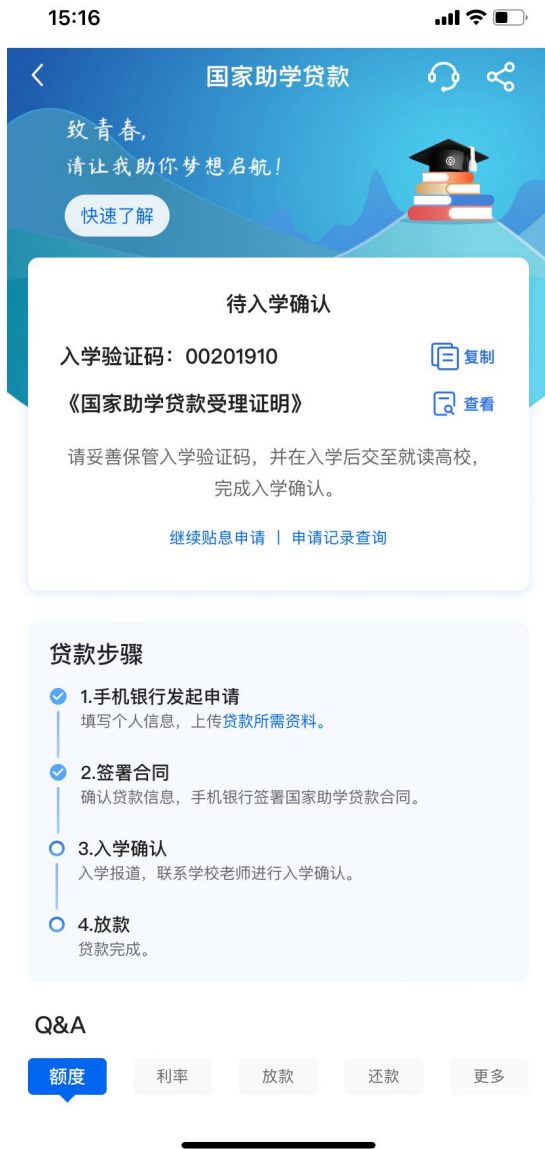 15:16
国家助学贷款
致青春,
请让我助你梦想启航!
快速了解
待入学确认
入学验证码：00201910
复制
《国家助学贷款受理证明》
查看
请妥善保管入学验证码，并在入学后交至就读高校，
完成入学确认。
继续贴息申请 | 申请记录查询
贷款步骤
1.手机银行发起申请
填写个人信息，上传贷款所需资料。
2.签署合同
确认贷款信息，手机银行签署国家助学贷款合同。
3.入学确认
入学报道，联系学校老师进行入学确认。
4.放款
贷款完成。
Q&A
额度 利率 放款 还款 更多